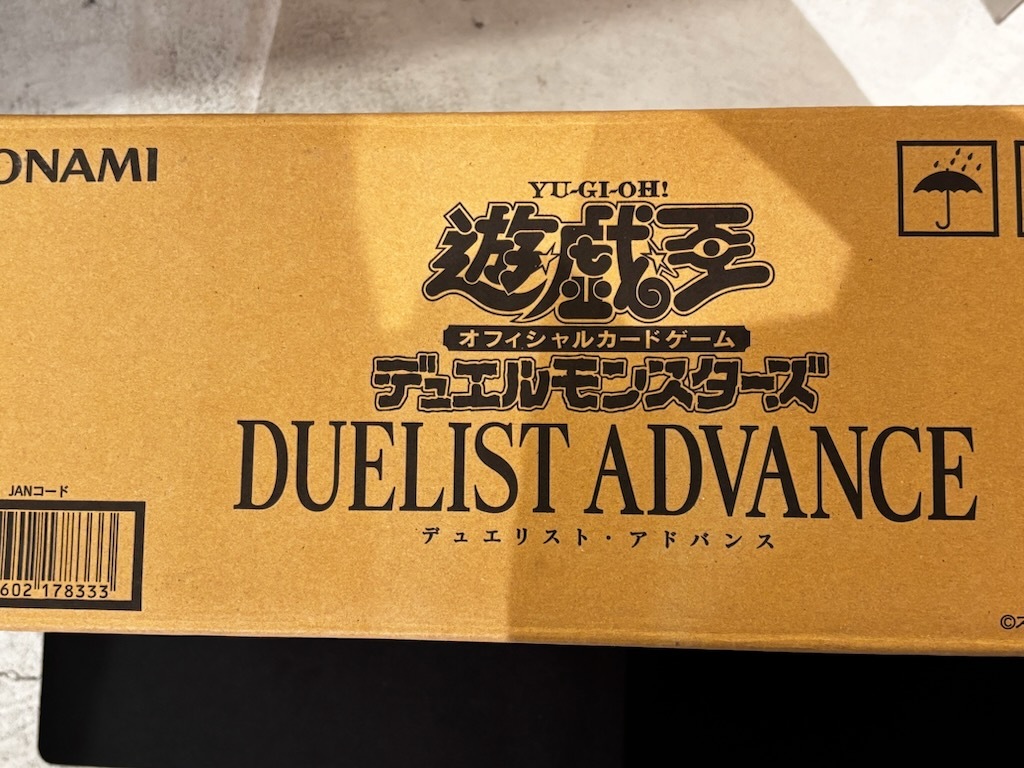 ONAMI
YU-GI-OH!
遊戯王
オフィシャルカードゲーム
デュエルモンスターズ
DUELIST ADVANCE
デュエリスト・アドバンス
JANコード
602 178333
©ス